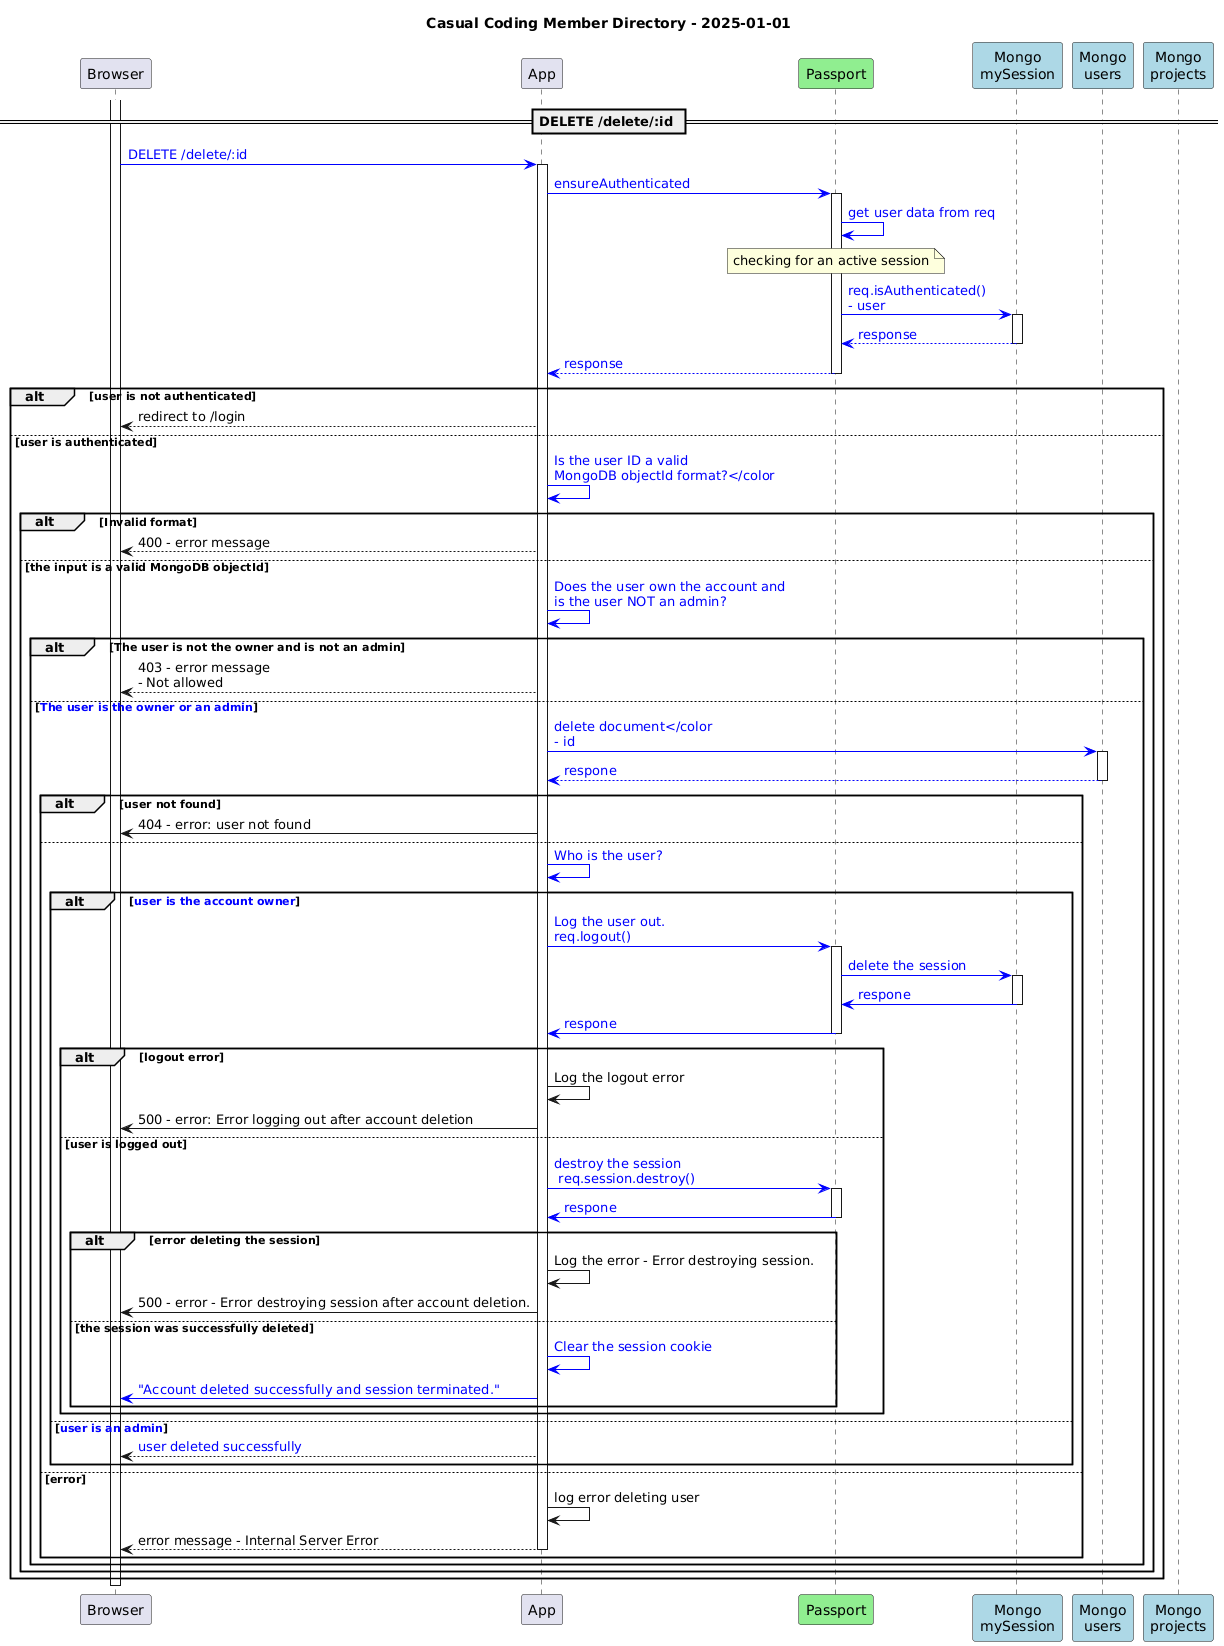 Casual Coding Member Directory - 2025-01-01
Browser
App
Passport
Mongo
mySession
Mongo
users
Mongo
projects
DELETE /delete/:id
DELETE /delete/:id
ensureAuthenticated
get user data from req
checking for an active session
req.isAuthenticated()
- user
response
response
alt [user is not authenticated]
redirect to /login
[user is authenticated]
Is the user ID a valid
MongoDB objectId format?</color
alt [Invalid format]
400 - error message
[the input is a valid MongoDB objectId]
Does the user own the account and
is the user NOT an admin?
alt [The user is not the owner and is not an admin]
403 - error message
- Not allowed
[The user is the owner or an admin]
delete document</color
- id
respone
alt [user not found]
404 - error: user not found
Who is the user?
alt [user is the account owner]
Log the user out.
req.logout()
delete the session
respone
respone
alt [logout error]
Log the logout error
500 - error: Error logging out after account deletion
[user is logged out]
destroy the session
req.session.destroy()
respone
alt [error deleting the session]
Log the error - Error destroying session.
500 - error - Error destroying session after account deletion.
[the session was successfully deleted]
Clear the session cookie
"Account deleted successfully and session terminated."
[user is an admin]
user deleted successfully
[error]
log error deleting user
error message - Internal Server Error
Browser
App
Passport
Mongo
mySession
Mongo
users
Mongo
projects